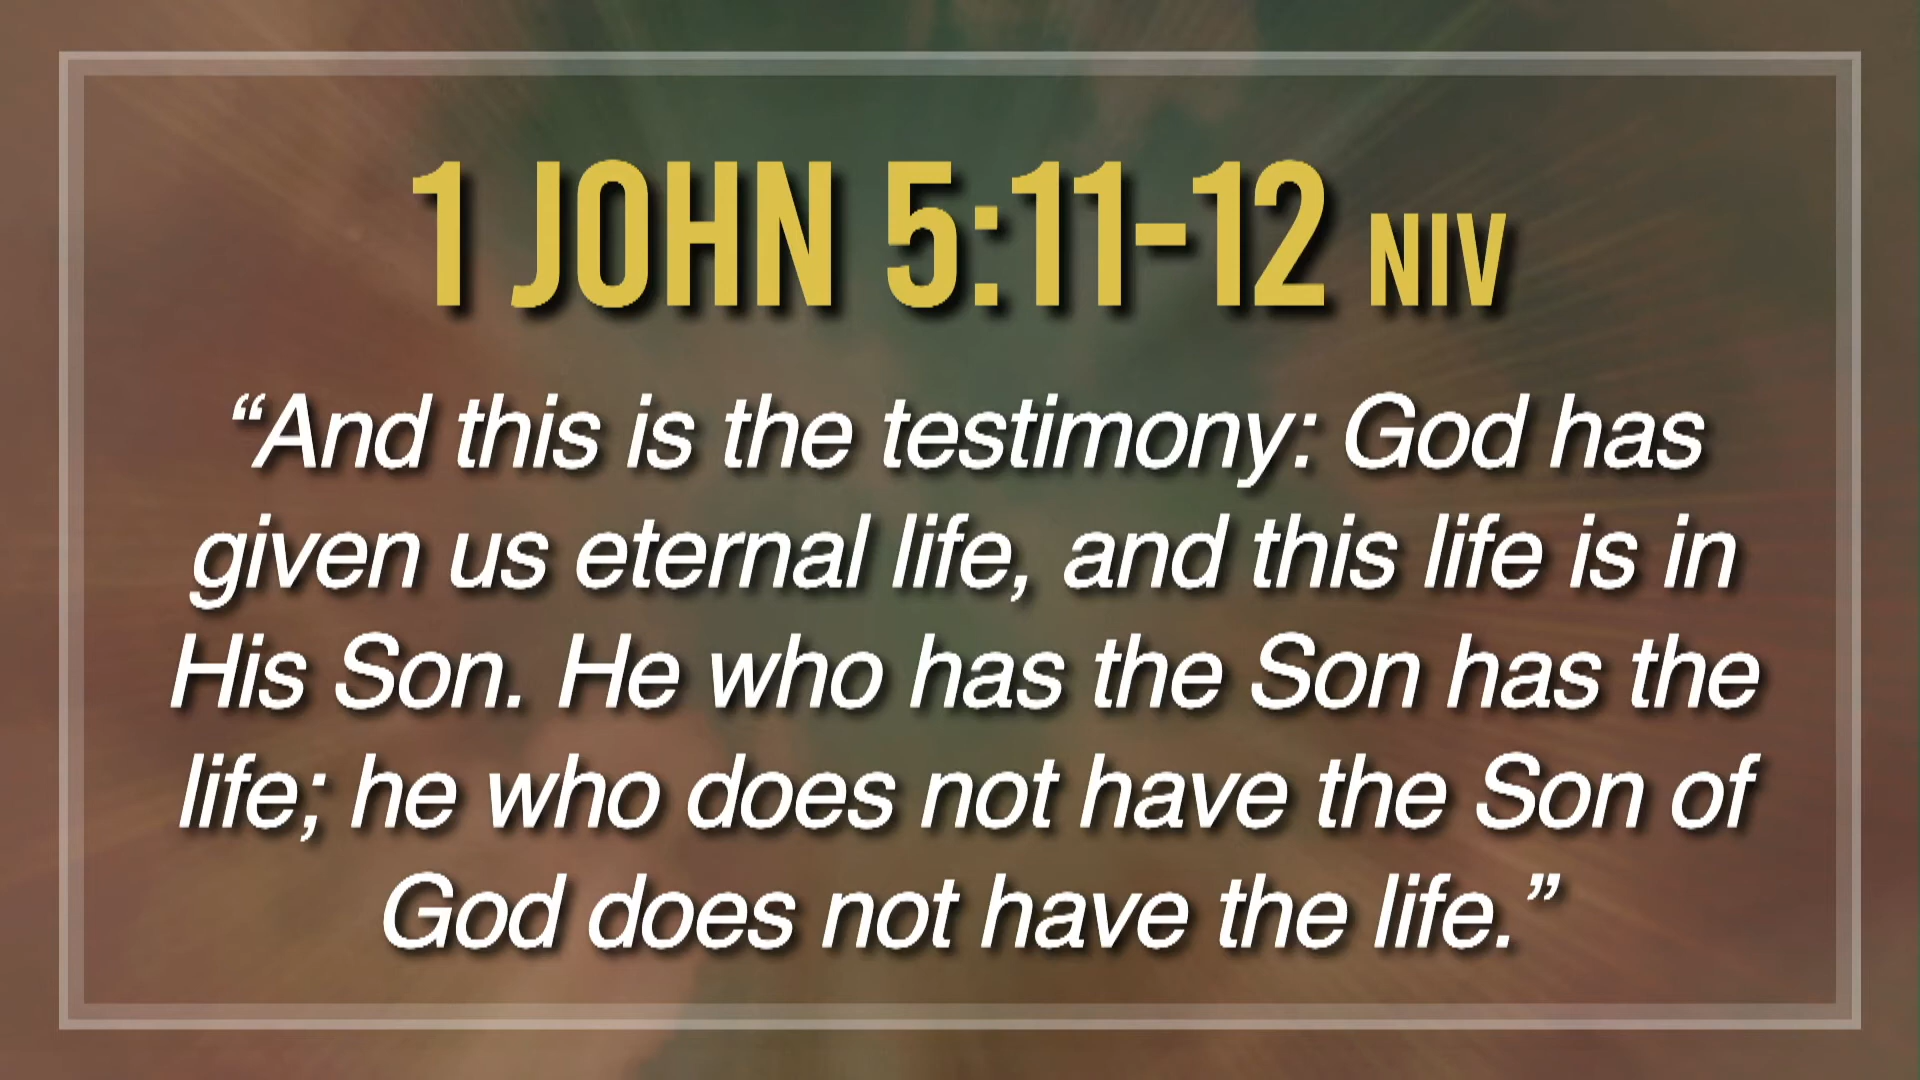 1 JOHN 5:11-12 NIV
“And this is the testimony: God has
given us eternal life, and this life is in
His Son. He who has the Son has the
life; he who does not have the Son of
God does not have the life.”